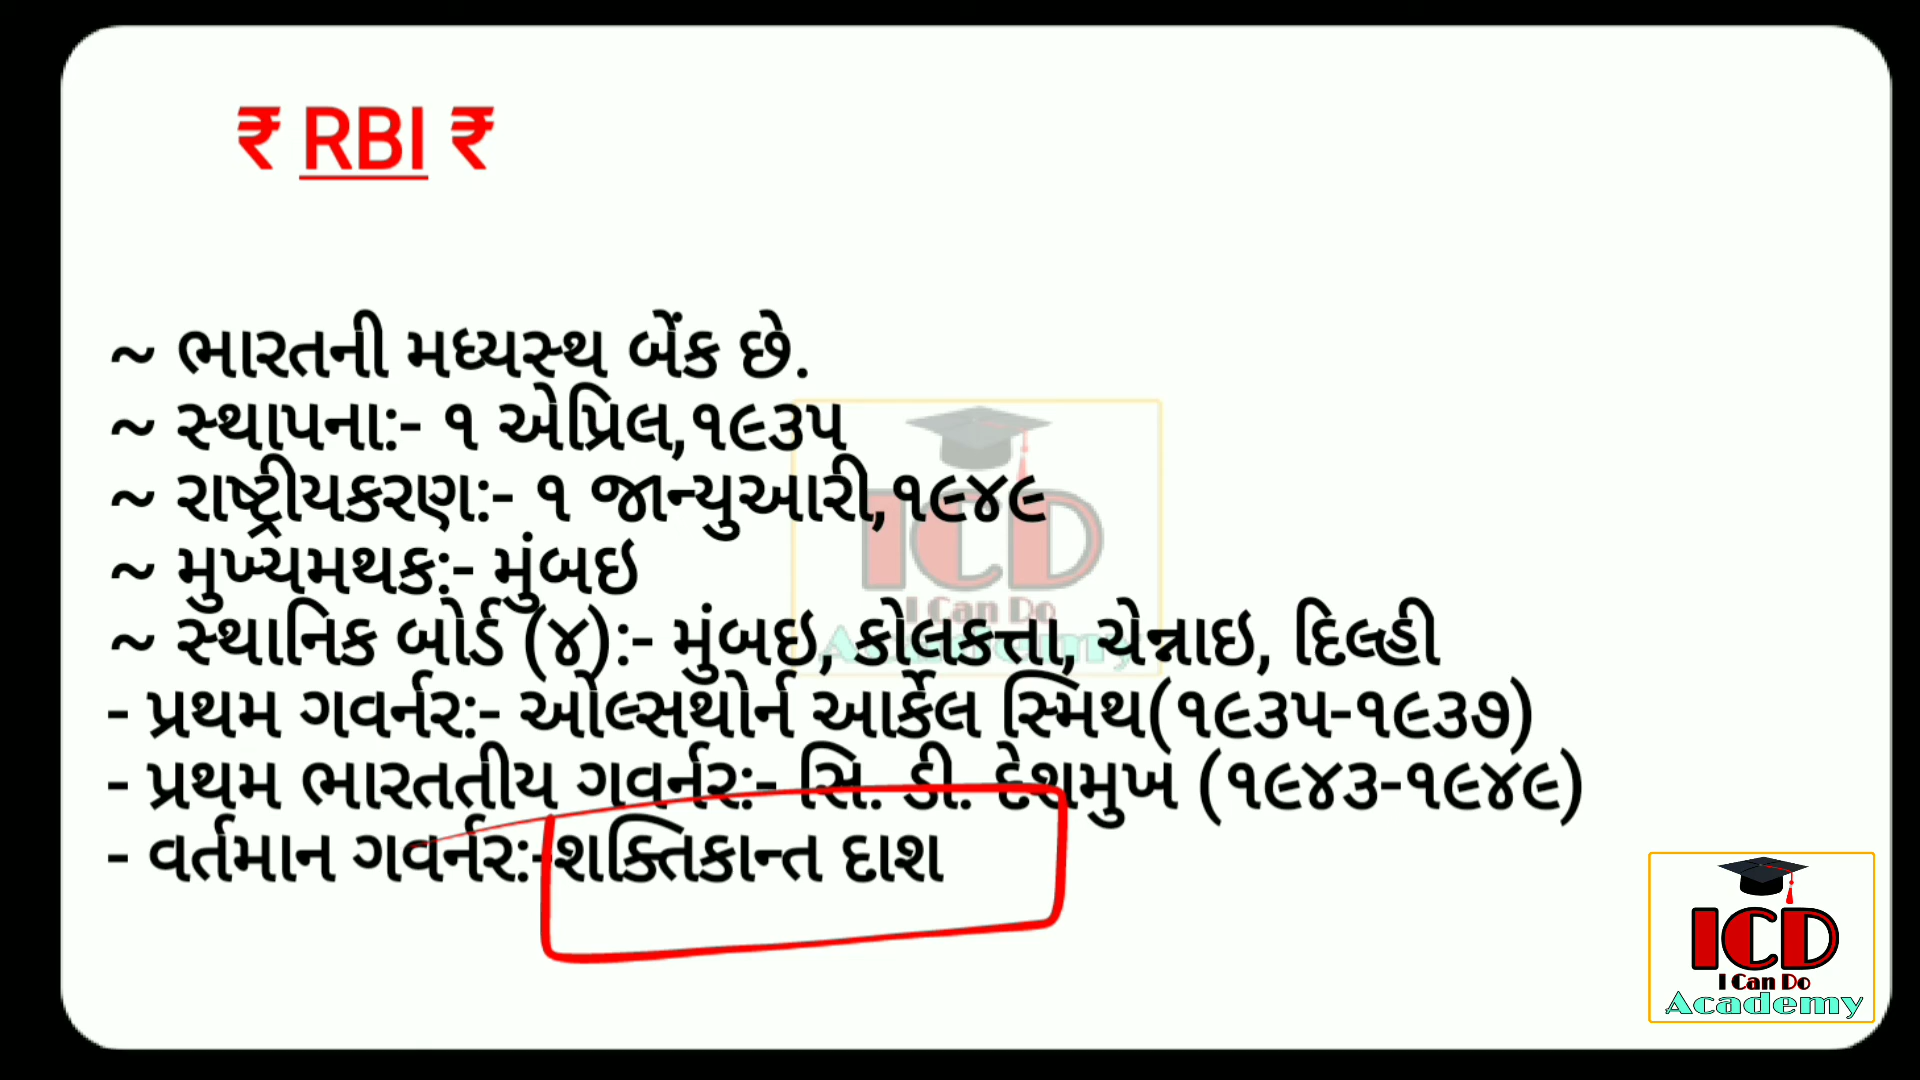 ₹ RBI ₹
~ ભારતની મધ્યસ્થ બેંક છે.
~ સ્થાપના:- ૧ એપ્રિલ,૧૯૩૫
~ રાષ્ટ્રીયકરણ:- ૧ જાન્યુઆરી,૧૯૪૯
~ મુખ્યમથક:- મુંબઇ
~ સ્થાનિક બોર્ડ (૪):- મુંબઇ, કોલકત્તા, ચેન્નાઇ, દિલ્હી
- પ્રથમ ગવર્નર:- ઓલ્સથોર્ન આર્કેલ સ્મિથ(૧૯૩૫-૧૯૩૭)
- પ્રથમ ભારતતીય ગવર્નર:- સિ. ડી. દેશમુખ (૧૯૪૩-૧૯૪૯)
- વર્તમાન ગવર્નર:-શક્તિકાન્ત દાશ
ICD
I Can Do
Academy
ICD
I Can Do
Academy